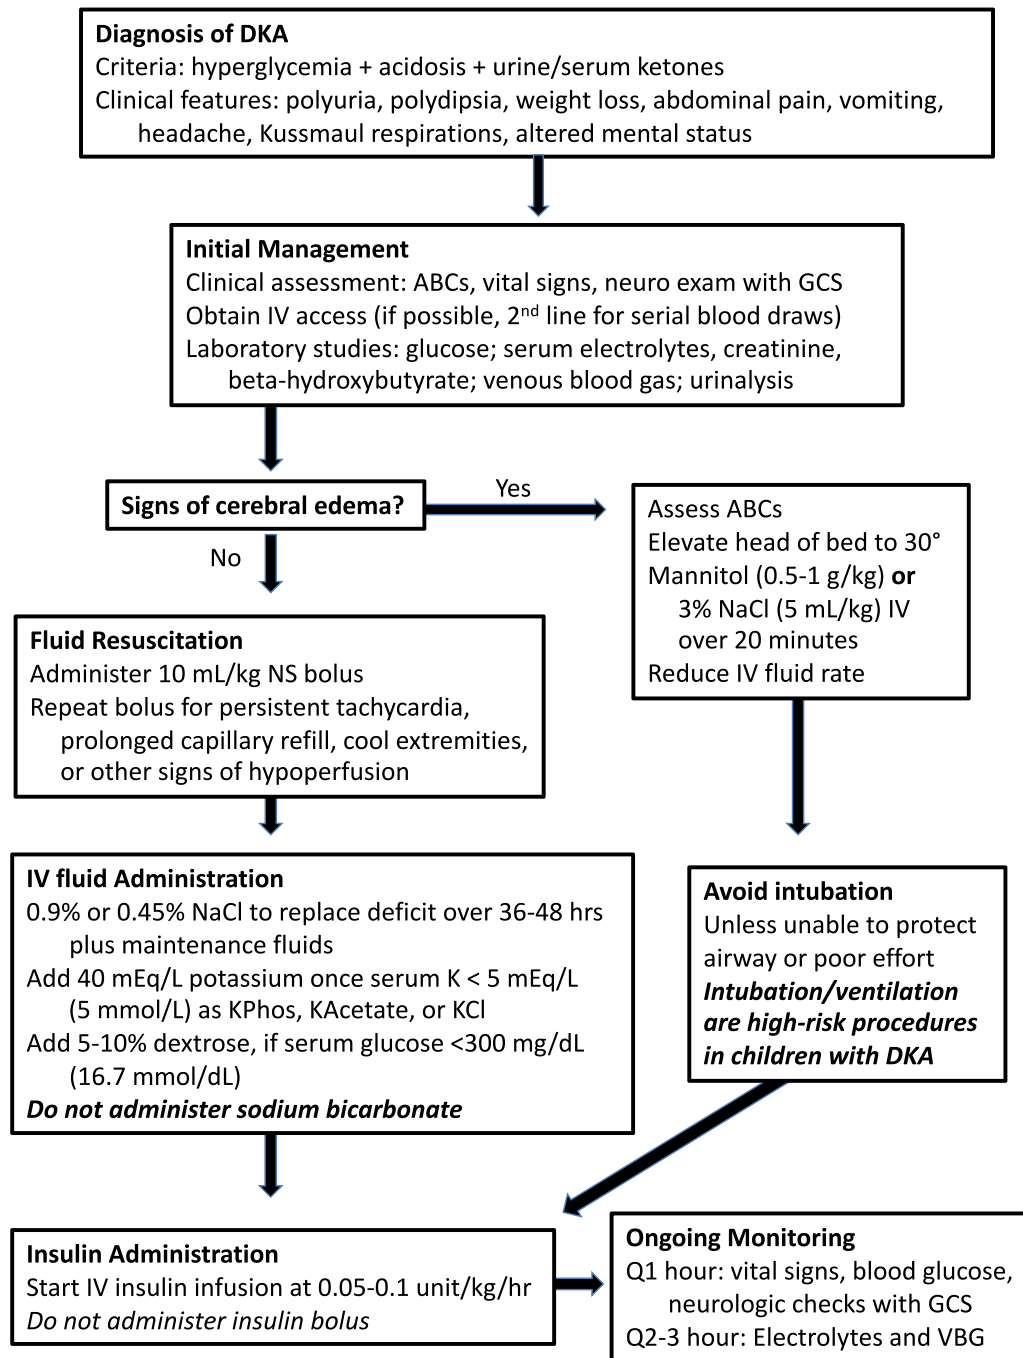 Diagnosis of DKA
Criteria: hyperglycemia + acidosis + urine/serum ketones
Clinical features: polyuria, polydipsia, weight loss, abdominal pain, vomiting,
headache, Kussmaul respirations, altered mental status
Initial Management
Clinical assessment: ABCs, vital signs, neuro exam with GCS
Obtain IV access (if possible, 2nd line for serial blood draws)
Laboratory studies: glucose; serum electrolytes, creatinine,
beta-hydroxybutyrate; venous blood gas; urinalysis
Signs of cerebral edema?
Yes
No
Assess ABCs
Elevate head of bed to 30°
Mannitol (0.5-1 g/kg) or
3% NaCl (5 mL/kg) IV
over 20 minutes
Reduce IV fluid rate
Fluid Resuscitation
Administer 10 mL/kg NS bolus
Repeat bolus for persistent tachycardia,
prolonged capillary refill, cool extremities,
or other signs of hypoperfusion
IV fluid Administration
0.9% or 0.45% NaCl to replace deficit over 36-48 hrs
plus maintenance fluids
Add 40 mEq/L potassium once serum K < 5 mEq/L
(5 mmol/L) as KPhos, KAcetate, or KCl
Add 5-10% dextrose, if serum glucose <300 mg/dL
(16.7 mmol/dL)
Do not administer sodium bicarbonate
Avoid intubation
Unless unable to protect
airway or poor effort
Intubation/ventilation
are high-risk procedures
in children with DKA
Insulin Administration
Start IV insulin infusion at 0.05-0.1 unit/kg/hr
Do not administer insulin bolus
Ongoing Monitoring
Q1 hour: vital signs, blood glucose,
neurologic checks with GCS
Q2-3 hour: Electrolytes and VBG